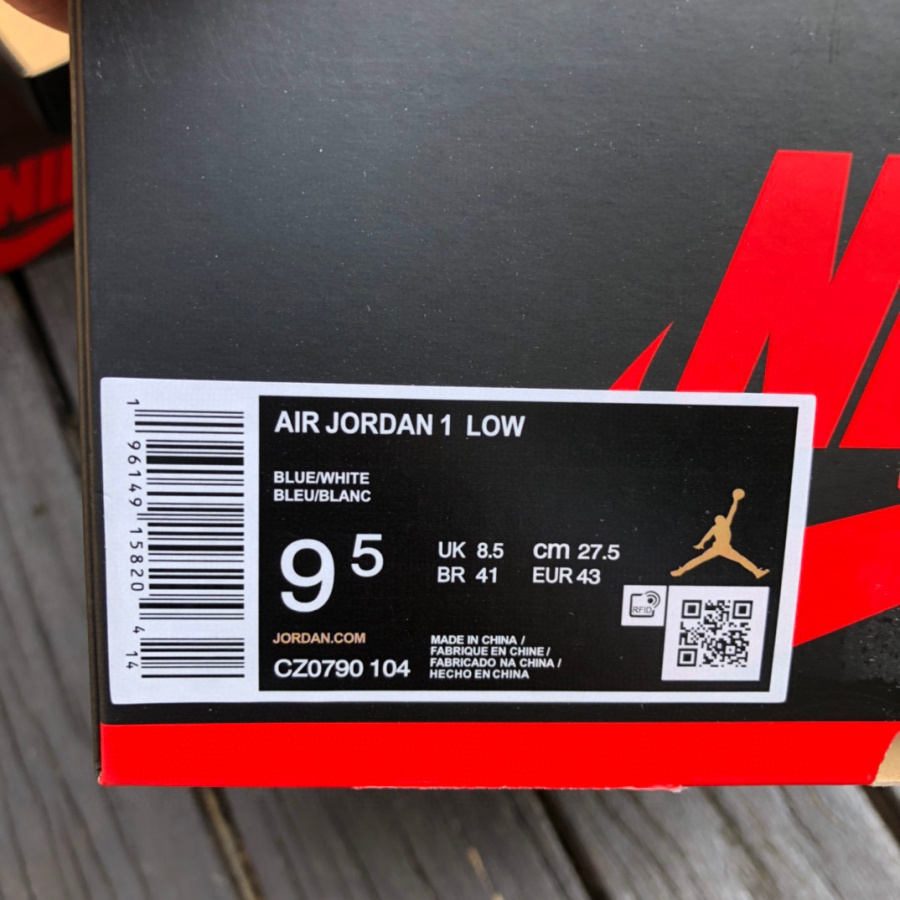 NI
NIK
AIR JORDAN 1 LOW
BLUE/WHITE
BLEU/BLANC
9 5
UK 8.5 cm 27.5
BR 41 EUR 43
RFID
JORDAN.COM
CZ0790 104
MADE IN CHINA /
FABRIQUE EN CHINE /
FABRICADO NA CHINA /
HECHO EN CHINA
1 96149 15820 4 14